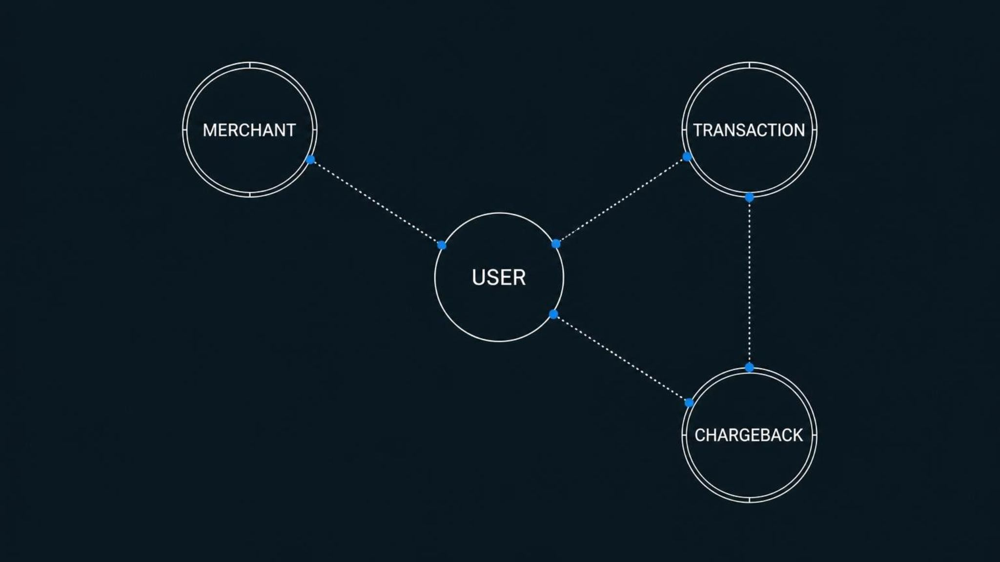 MERCHANT
TRANSACTION
USER
CHARGEBACK